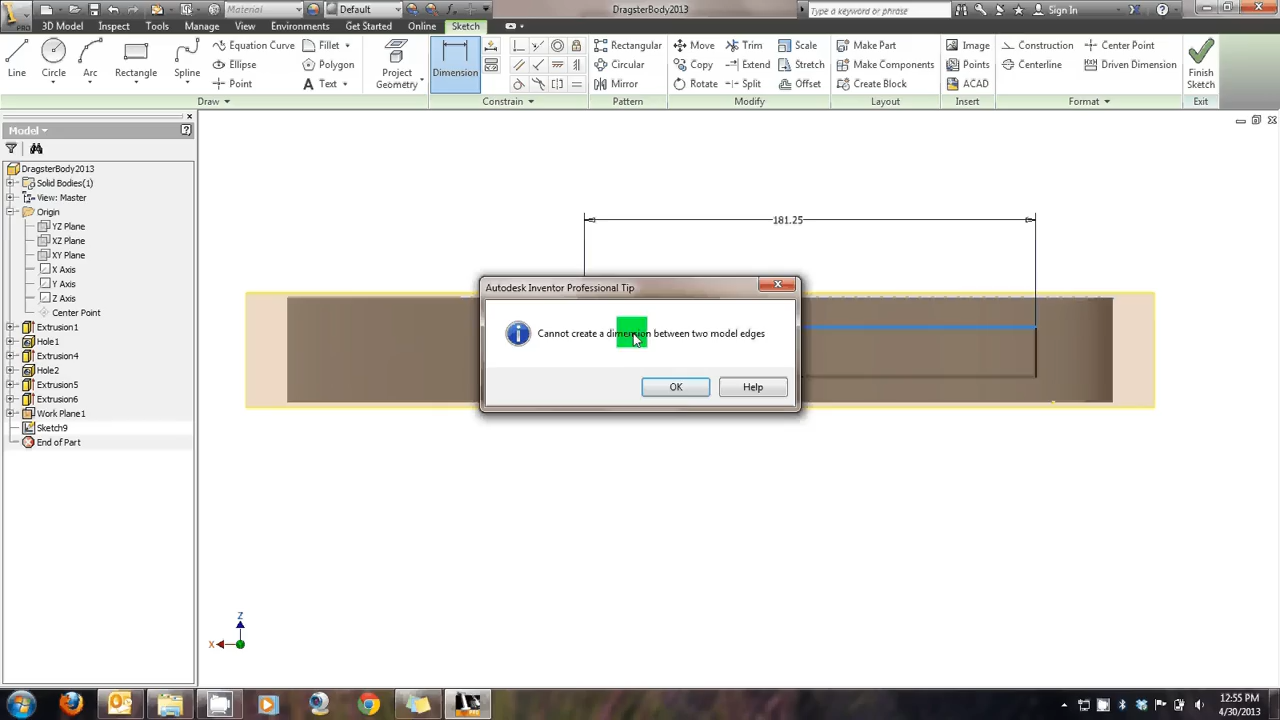 PRO
Material
Default
DragsterBody2013
Type a keyword or phrase
Sign In
3D Model
Inspect
Tools
Manage
View
Environments
Get Started
Online
Sketch
Line
Circle
Arc
Rectangle
Spline
Equation Curve
Ellipse
Point
Fillet
Polygon
Text
Project
Geometry
Dimension
Rectangular
Circular
Mirror
Move
Copy
Rotate
Trim
Extend
Split
Scale
Stretch
Offset
Make Part
Make Components
Create Block
Image
Points
ACAD
Construction
Centerline
Center Point
Driven Dimension
Finish
Sketch
Draw
Constrain
Pattern
Modify
Layout
Insert
Format
Exit
Model
DragsterBody2013
Solid Bodies(1)
View: Master
Origin
YZ Plane
XZ Plane
XY Plane
X Axis
Y Axis
Z Axis
Center Point
Extrusion1
Hole1
Extrusion4
Hole2
Extrusion5
Extrusion6
Work Plane1
Sketch9
End of Part
181.25
Autodesk Inventor Professional Tip
Cannot create a dimension between two model edges
OK
Help
Z
X
12:55 PM
4/30/2013